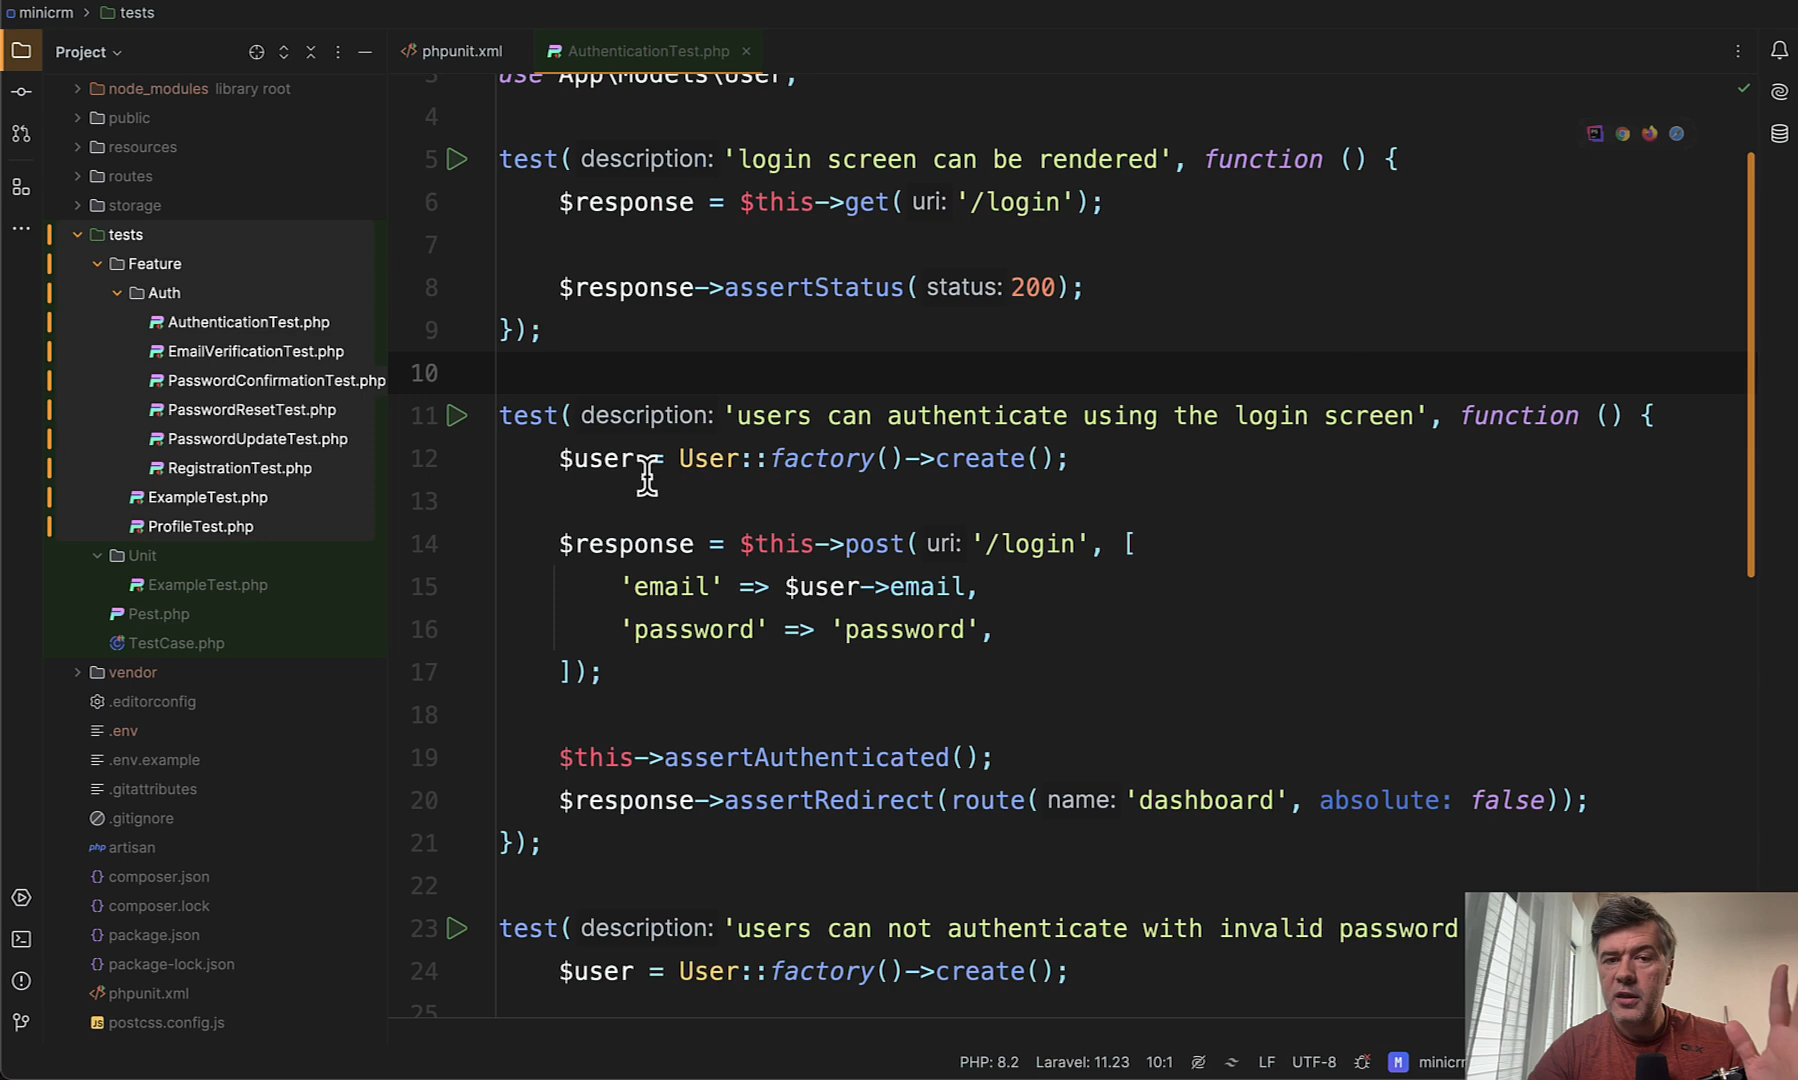 minicrm > tests
Project
phpunit.xml
AuthenticationTest.php
node_modules library root
public
resources
routes
storage
tests
Feature
Auth
AuthenticationTest.php
EmailVerificationTest.php
PasswordConfirmationTest.php
PasswordResetTest.php
PasswordUpdateTest.php
RegistrationTest.php
ExampleTest.php
ProfileTest.php
Unit
ExampleTest.php
Pest.php
TestCase.php
vendor
.editorconfig
.env
.env.example
.gitattributes
.gitignore
php artisan
composer.json
composer.lock
package.json
package-lock.json
phpunit.xml
postcss.config.js
3 use App\Models\User;
4
5 test( description: 'login screen can be rendered', function () {
6 $response = $this->get( uri: '/login');
7
8 $response->assertStatus( status: 200);
9 });
10
11 test( description: 'users can authenticate using the login screen', function () {
12 $user = User::factory()->create();
13
14 $response = $this->post( uri: '/login', [
15 'email' => $user->email,
16 'password' => 'password',
17 ]);
18
19 $this->assertAuthenticated();
20 $response->assertRedirect(route( name: 'dashboard', absolute: false));
21 });
22
23 test( description: 'users can not authenticate with invalid password
24 $user = User::factory()->create();
25
PHP: 8.2 Laravel: 11.23 10:1 LF UTF-8 M minicrm